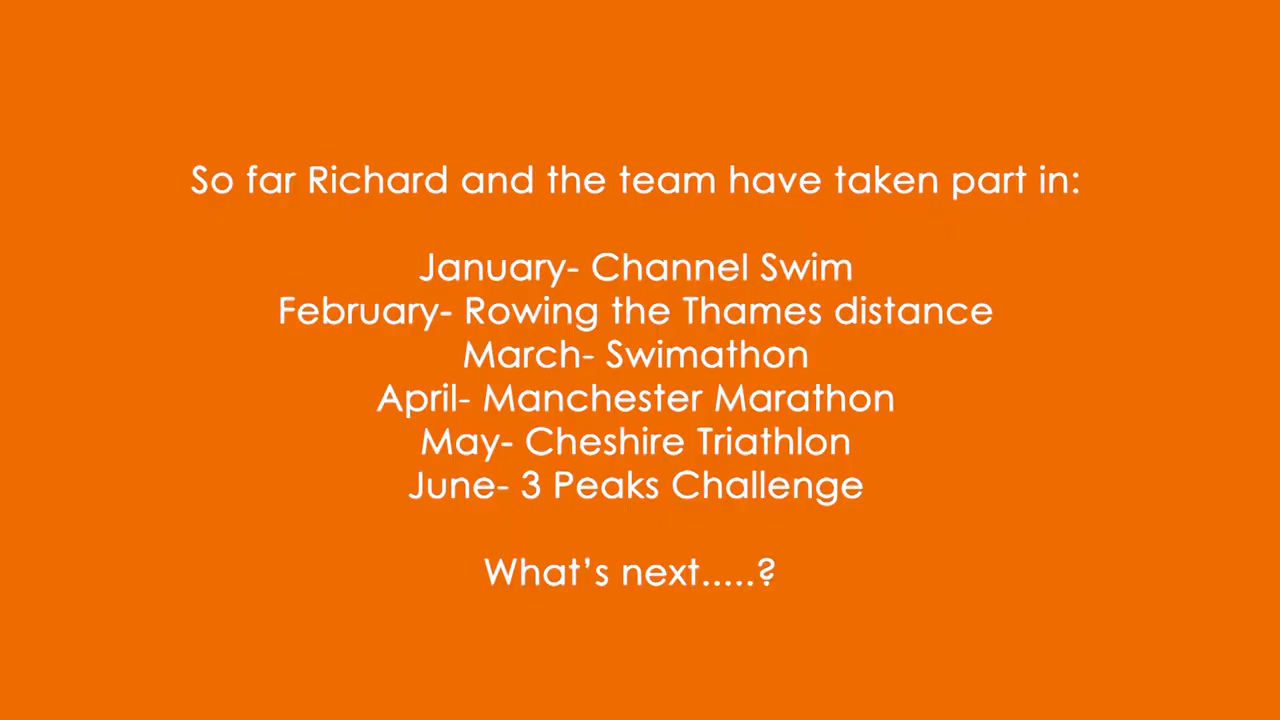 So far Richard and the team have taken part in:
January- Channel Swim
February- Rowing the Thames distance
March- Swimathon
April- Manchester Marathon
May- Cheshire Triathlon
June- 3 Peaks Challenge
What’s next.....?